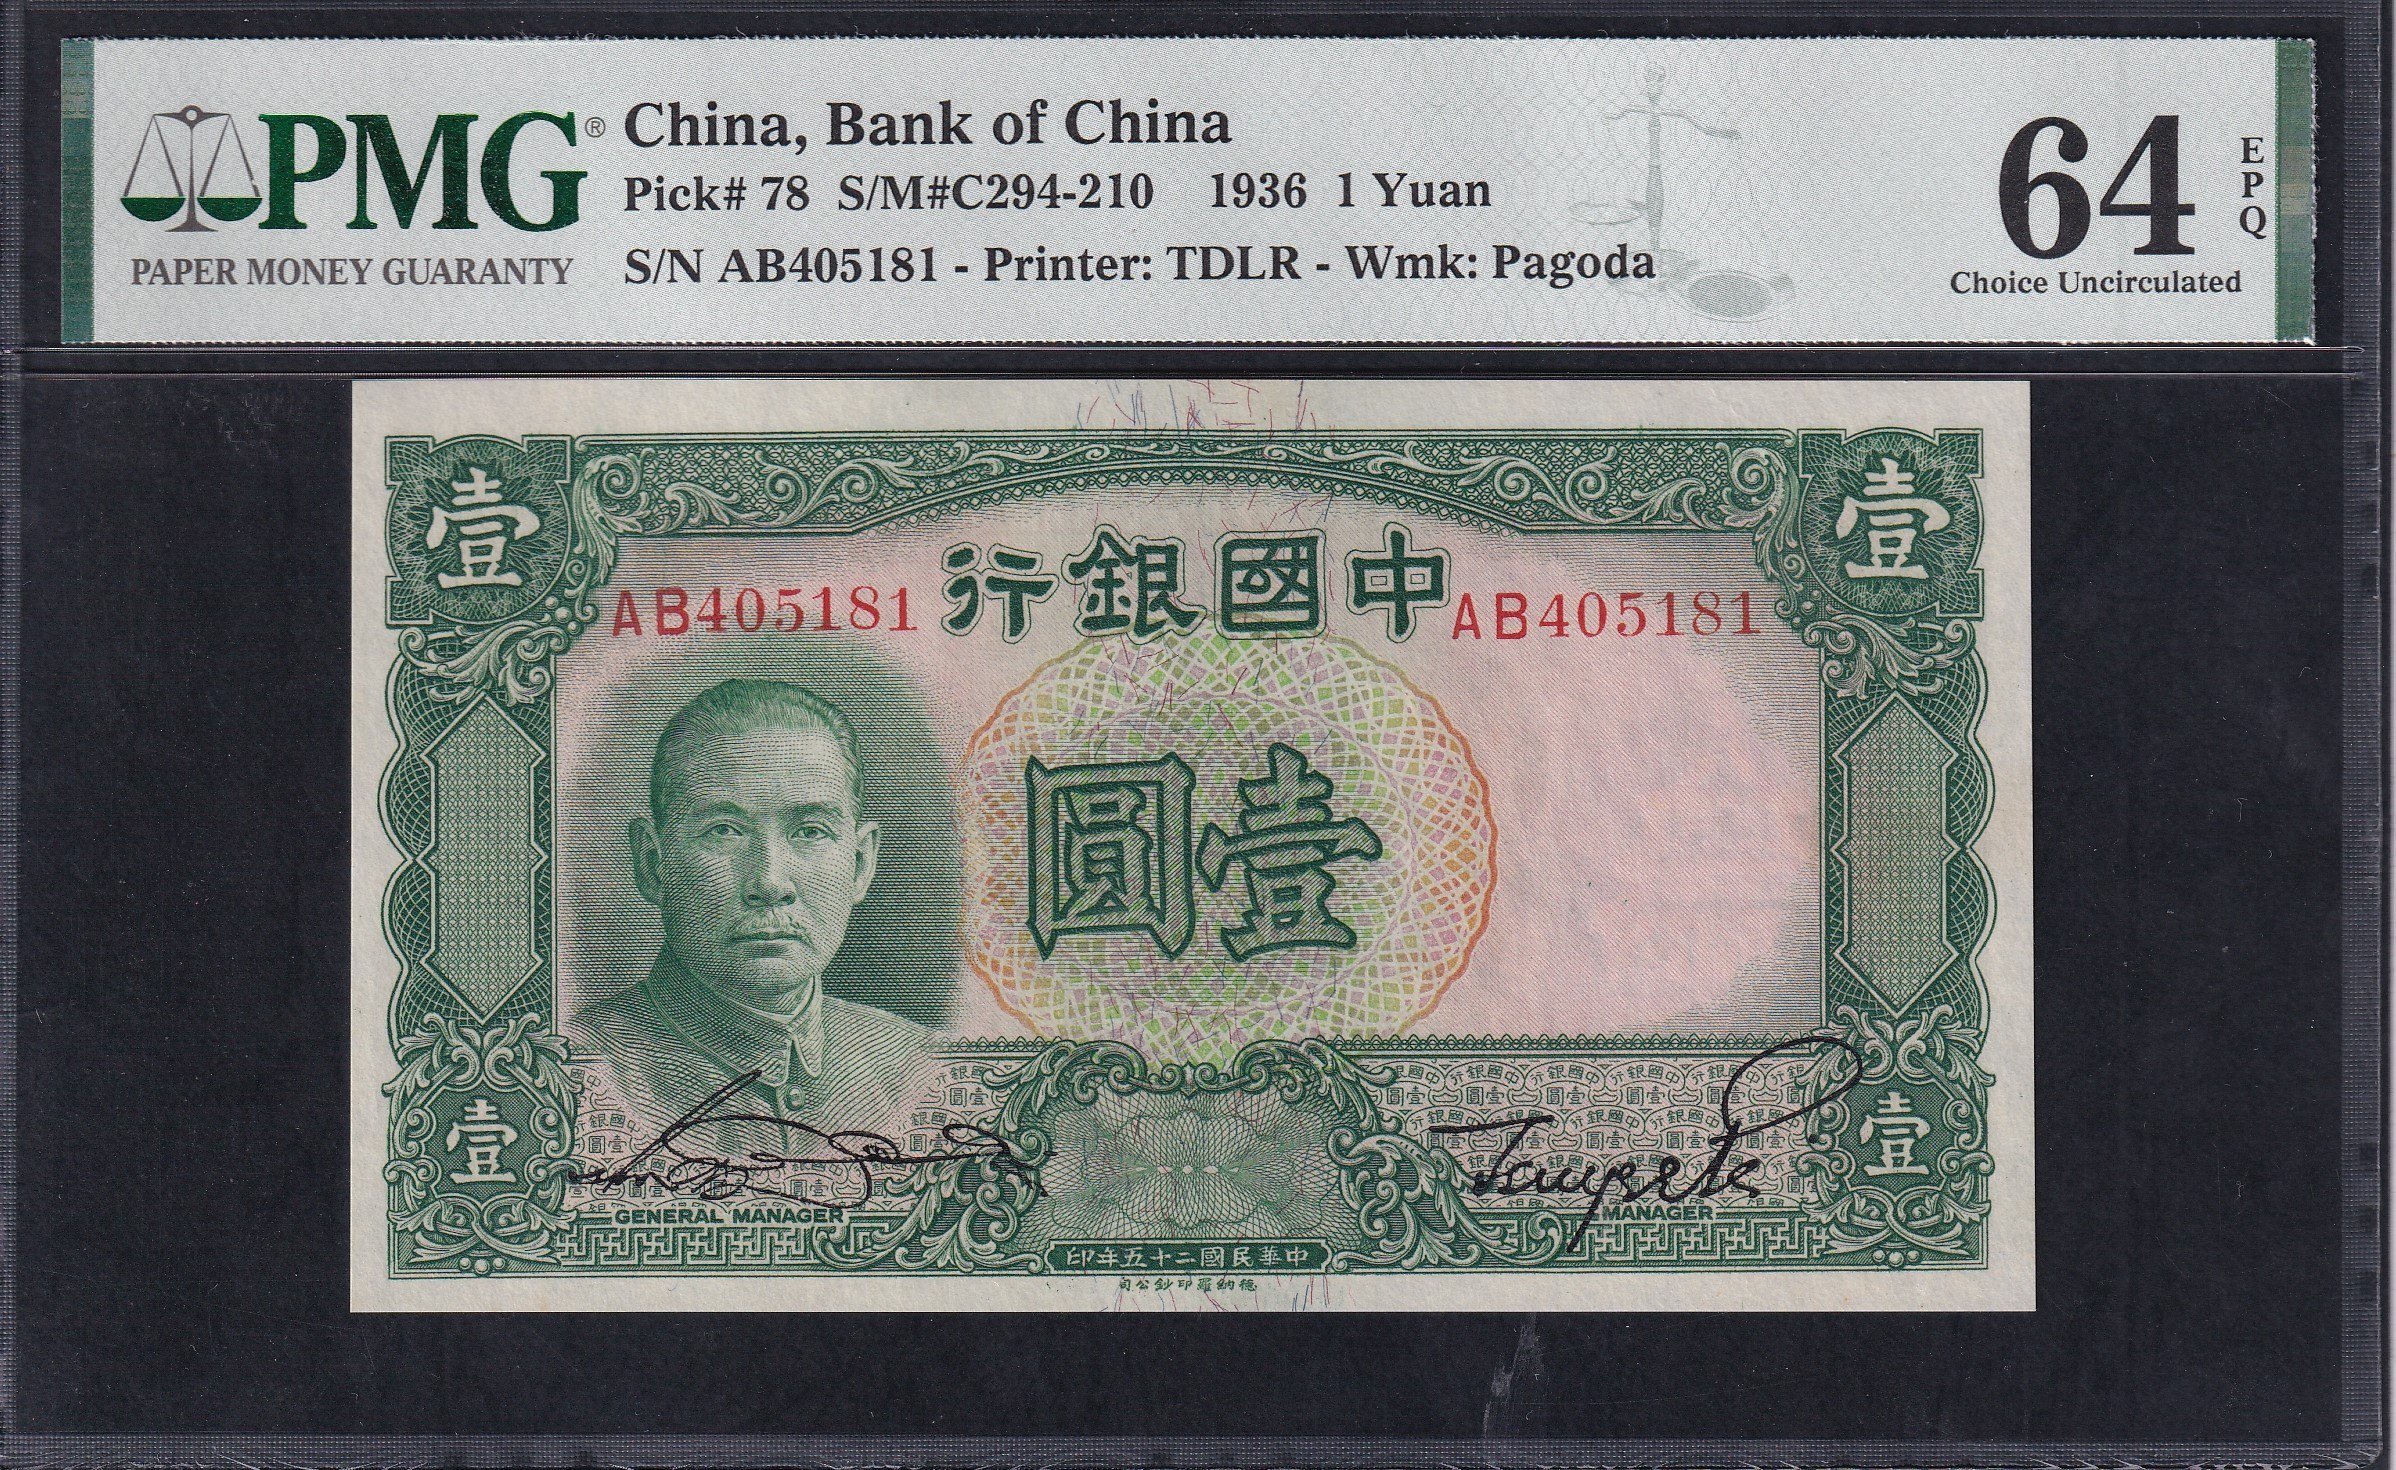 PMG®
PAPER MONEY GUARANTY
China, Bank of China
Pick# 78 S/M#C294-210 1936 1 Yuan
S/N AB405181 - Printer: TDLR - Wmk: Pagoda
64
EPQ
Choice Uncirculated
壹
壹
中國銀行
AB405181
AB405181
壹圓
壹
壹
GENERAL MANAGER
MANAGER
中華民國二十五年印
德納羅印鈔公司